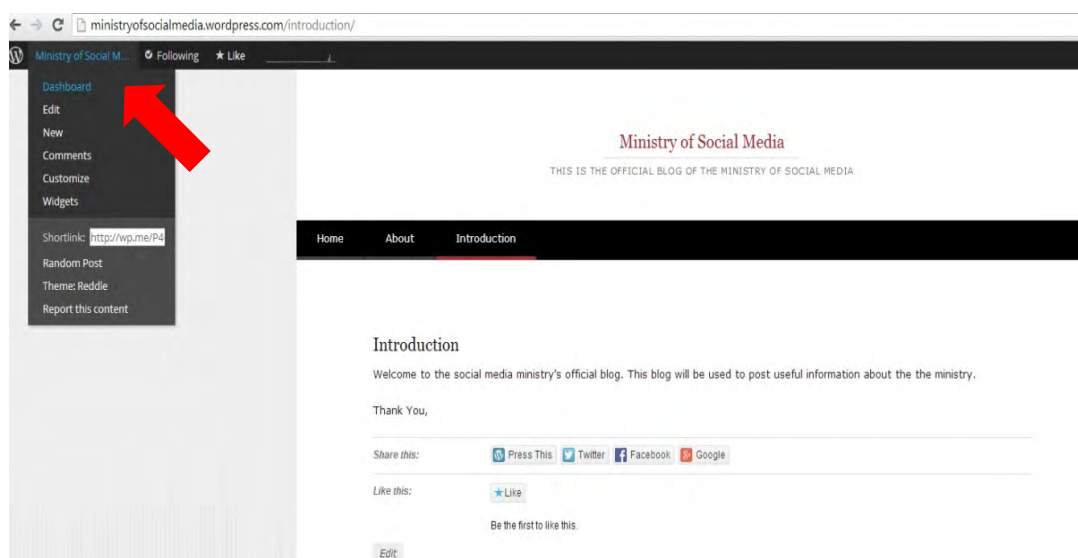 ministryofsocialmedia.wordpress.com/introduction/
Ministry of Social M... Following Like
Dashboard
Edit
New
Comments
Customize
Widgets
Shortlink: http://wp.me/P4
Random Post
Theme: Reddle
Report this content
Ministry of Social Media
THIS IS THE OFFICIAL BLOG OF THE MINISTRY OF SOCIAL MEDIA
Home About Introduction
Introduction
Welcome to the social media ministry's official blog. This blog will be used to post useful information about the the ministry.
Thank You,
Share this: Press This Twitter Facebook Google
Like this: Like
Be the first to like this.
Edit